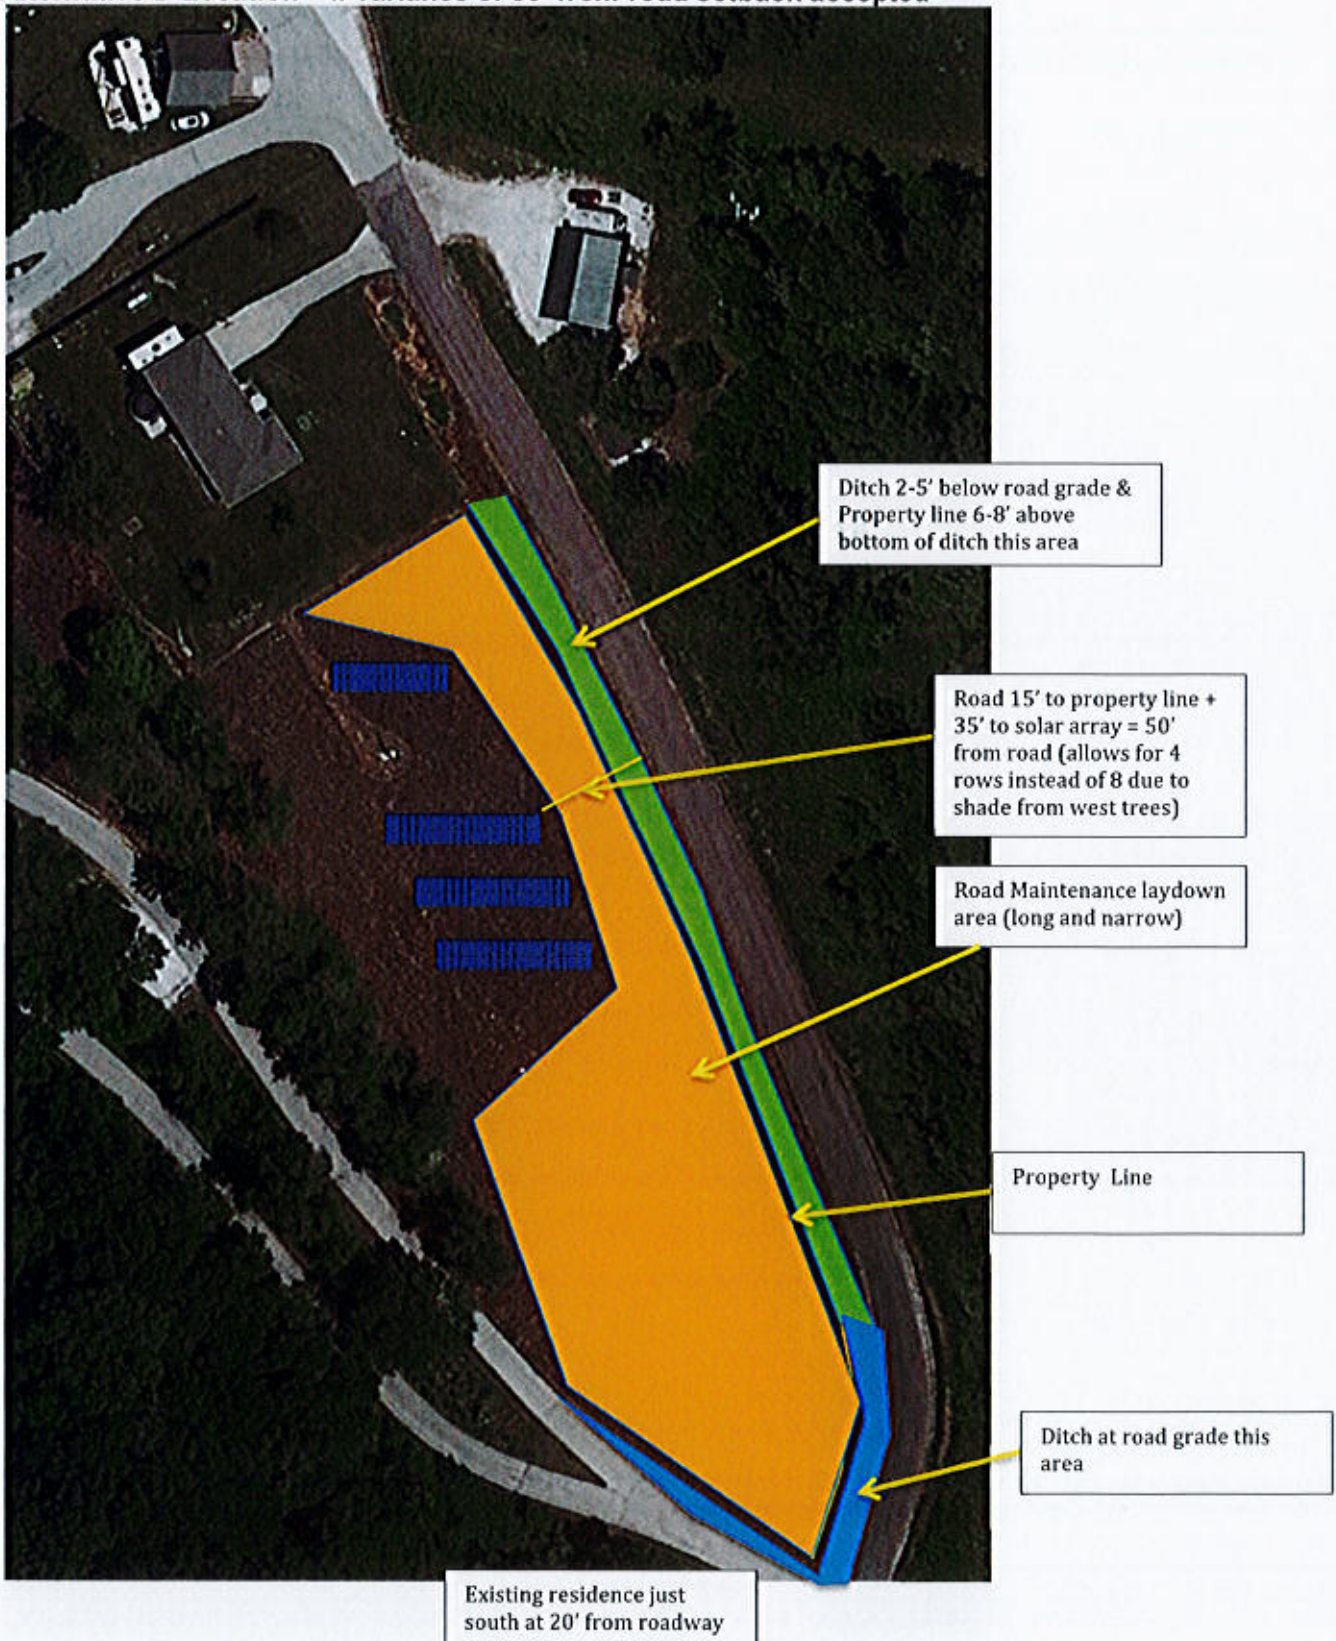 Ditch 2-5' below road grade &
Property line 6-8' above
bottom of ditch this area
Road 15' to property line +
35' to solar array = 50'
from road (allows for 4
rows instead of 8 due to
shade from west trees)
Road Maintenance laydown
area (long and narrow)
Property Line
Ditch at road grade this
area
Existing residence just
south at 20' from roadway